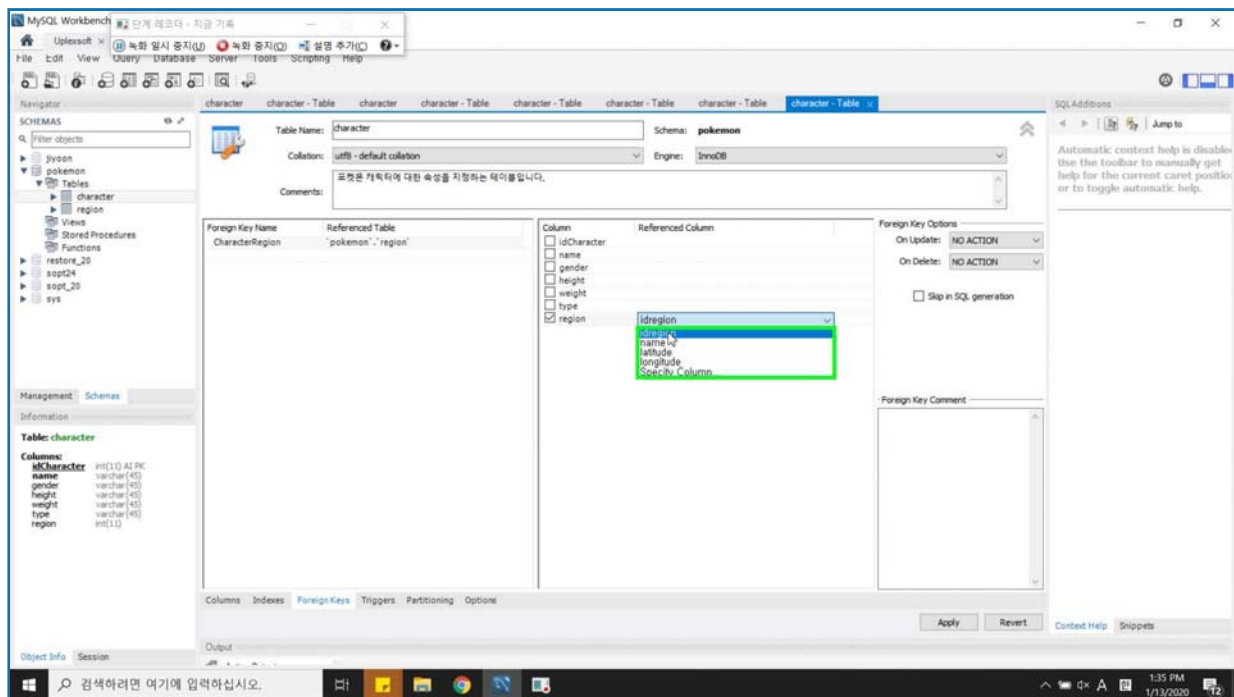 MySQL Workbench
단계 레코더 - 지금 기록
Uplexsoft
녹화 일시 중지(U) 녹화 중지(O) 설명 추가(C)
File Edit View Query Database Server Tools Scripting Help
Navigator
SCHEMAS
Filter objects
jiyoon
pokemon
Tables
character
region
Views
Stored Procedures
Functions
restore_20
sopt24
sopt_20
sys
Management Schemas
Information
Table: character
Columns:
idCharacter int(11) AI PK
name varchar(45)
gender varchar(45)
height varchar(45)
weight varchar(45)
type varchar(45)
region int(11)
Object Info Session
character character - Table character character - Table character - Table character - Table character - Table character - Table
Table Name: character Schema: pokemon
Collation: utf8 - default collation Engine: InnoDB
Comments: 포켓몬 캐릭터에 대한 속성을 지정하는 테이블입니다.
Foreign Key Name Referenced Table
CharacterRegion `pokemon`.`region`
Column Referenced Column
idCharacter
name
gender
height
weight
type
region idregion
idregion
name
latitude
longitude
Specify Column...
Foreign Key Options
On Update: NO ACTION
On Delete: NO ACTION
Skip in SQL generation
Foreign Key Comment
Columns Indexes Foreign Keys Triggers Partitioning Options
Apply Revert
Output
SQLAdditions
Jump to
Automatic context help is disabled
Use the toolbar to manually get
help for the current caret position
or to toggle automatic help.
Context Help Snippets
검색하려면 여기에 입력하십시오.
A 한 1:35 PM
1/13/2020
12